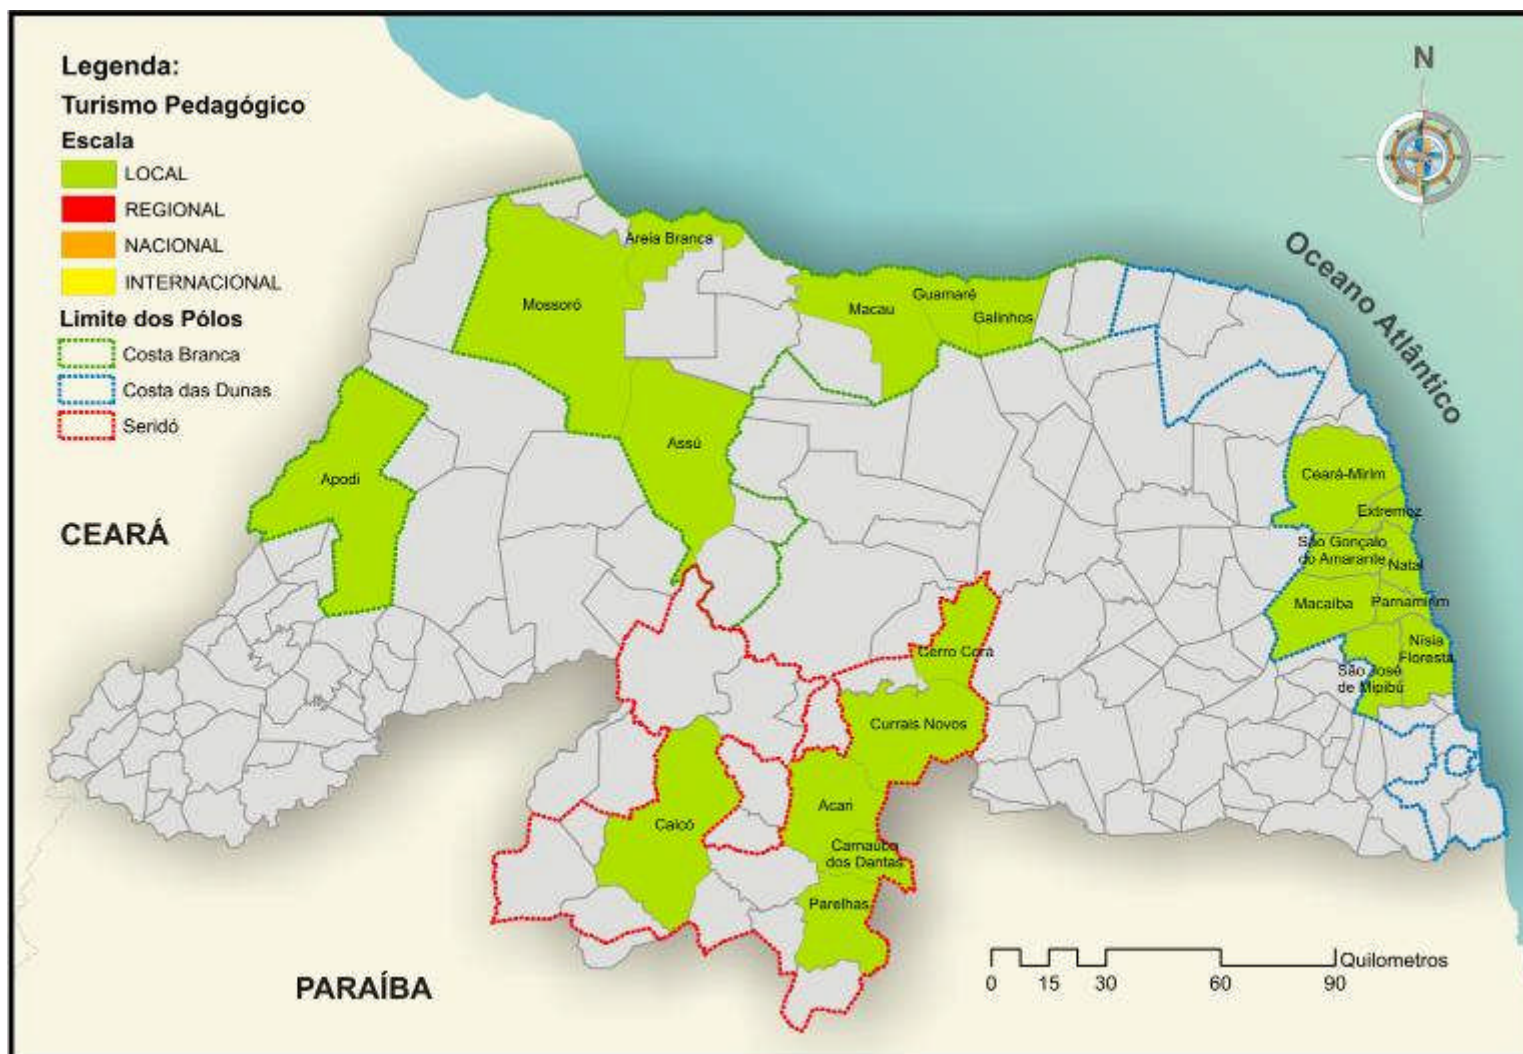 Legenda:
Turismo Pedagógico
Escala
LOCAL
REGIONAL
NACIONAL
INTERNACIONAL
Limite dos Pólos
Costa Branca
Costa das Dunas
Seridó
N
Oceano Atlântico
Areia Branca
Mossoró
Guamaré
Macau
Galinhos
Assú
Apodi
CEARÁ
Ceará-Mirim
Extremoz
São Gonçalo
do Amarante
Natal
Macaíba
Parnamirim
Nísia
Floresta
São José
de Mipibú
Cerro Corá
Currais Novos
Acari
Caicó
Carnaúba
dos Dantas
Parelhas
PARAÍBA
Quilometros
0 15 30 60 90